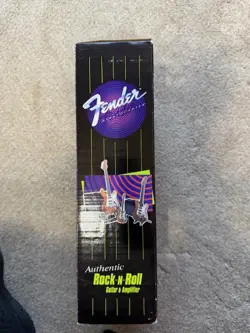 Fender
Authentic
Rock-N-Roll
Guitar & Amplifier